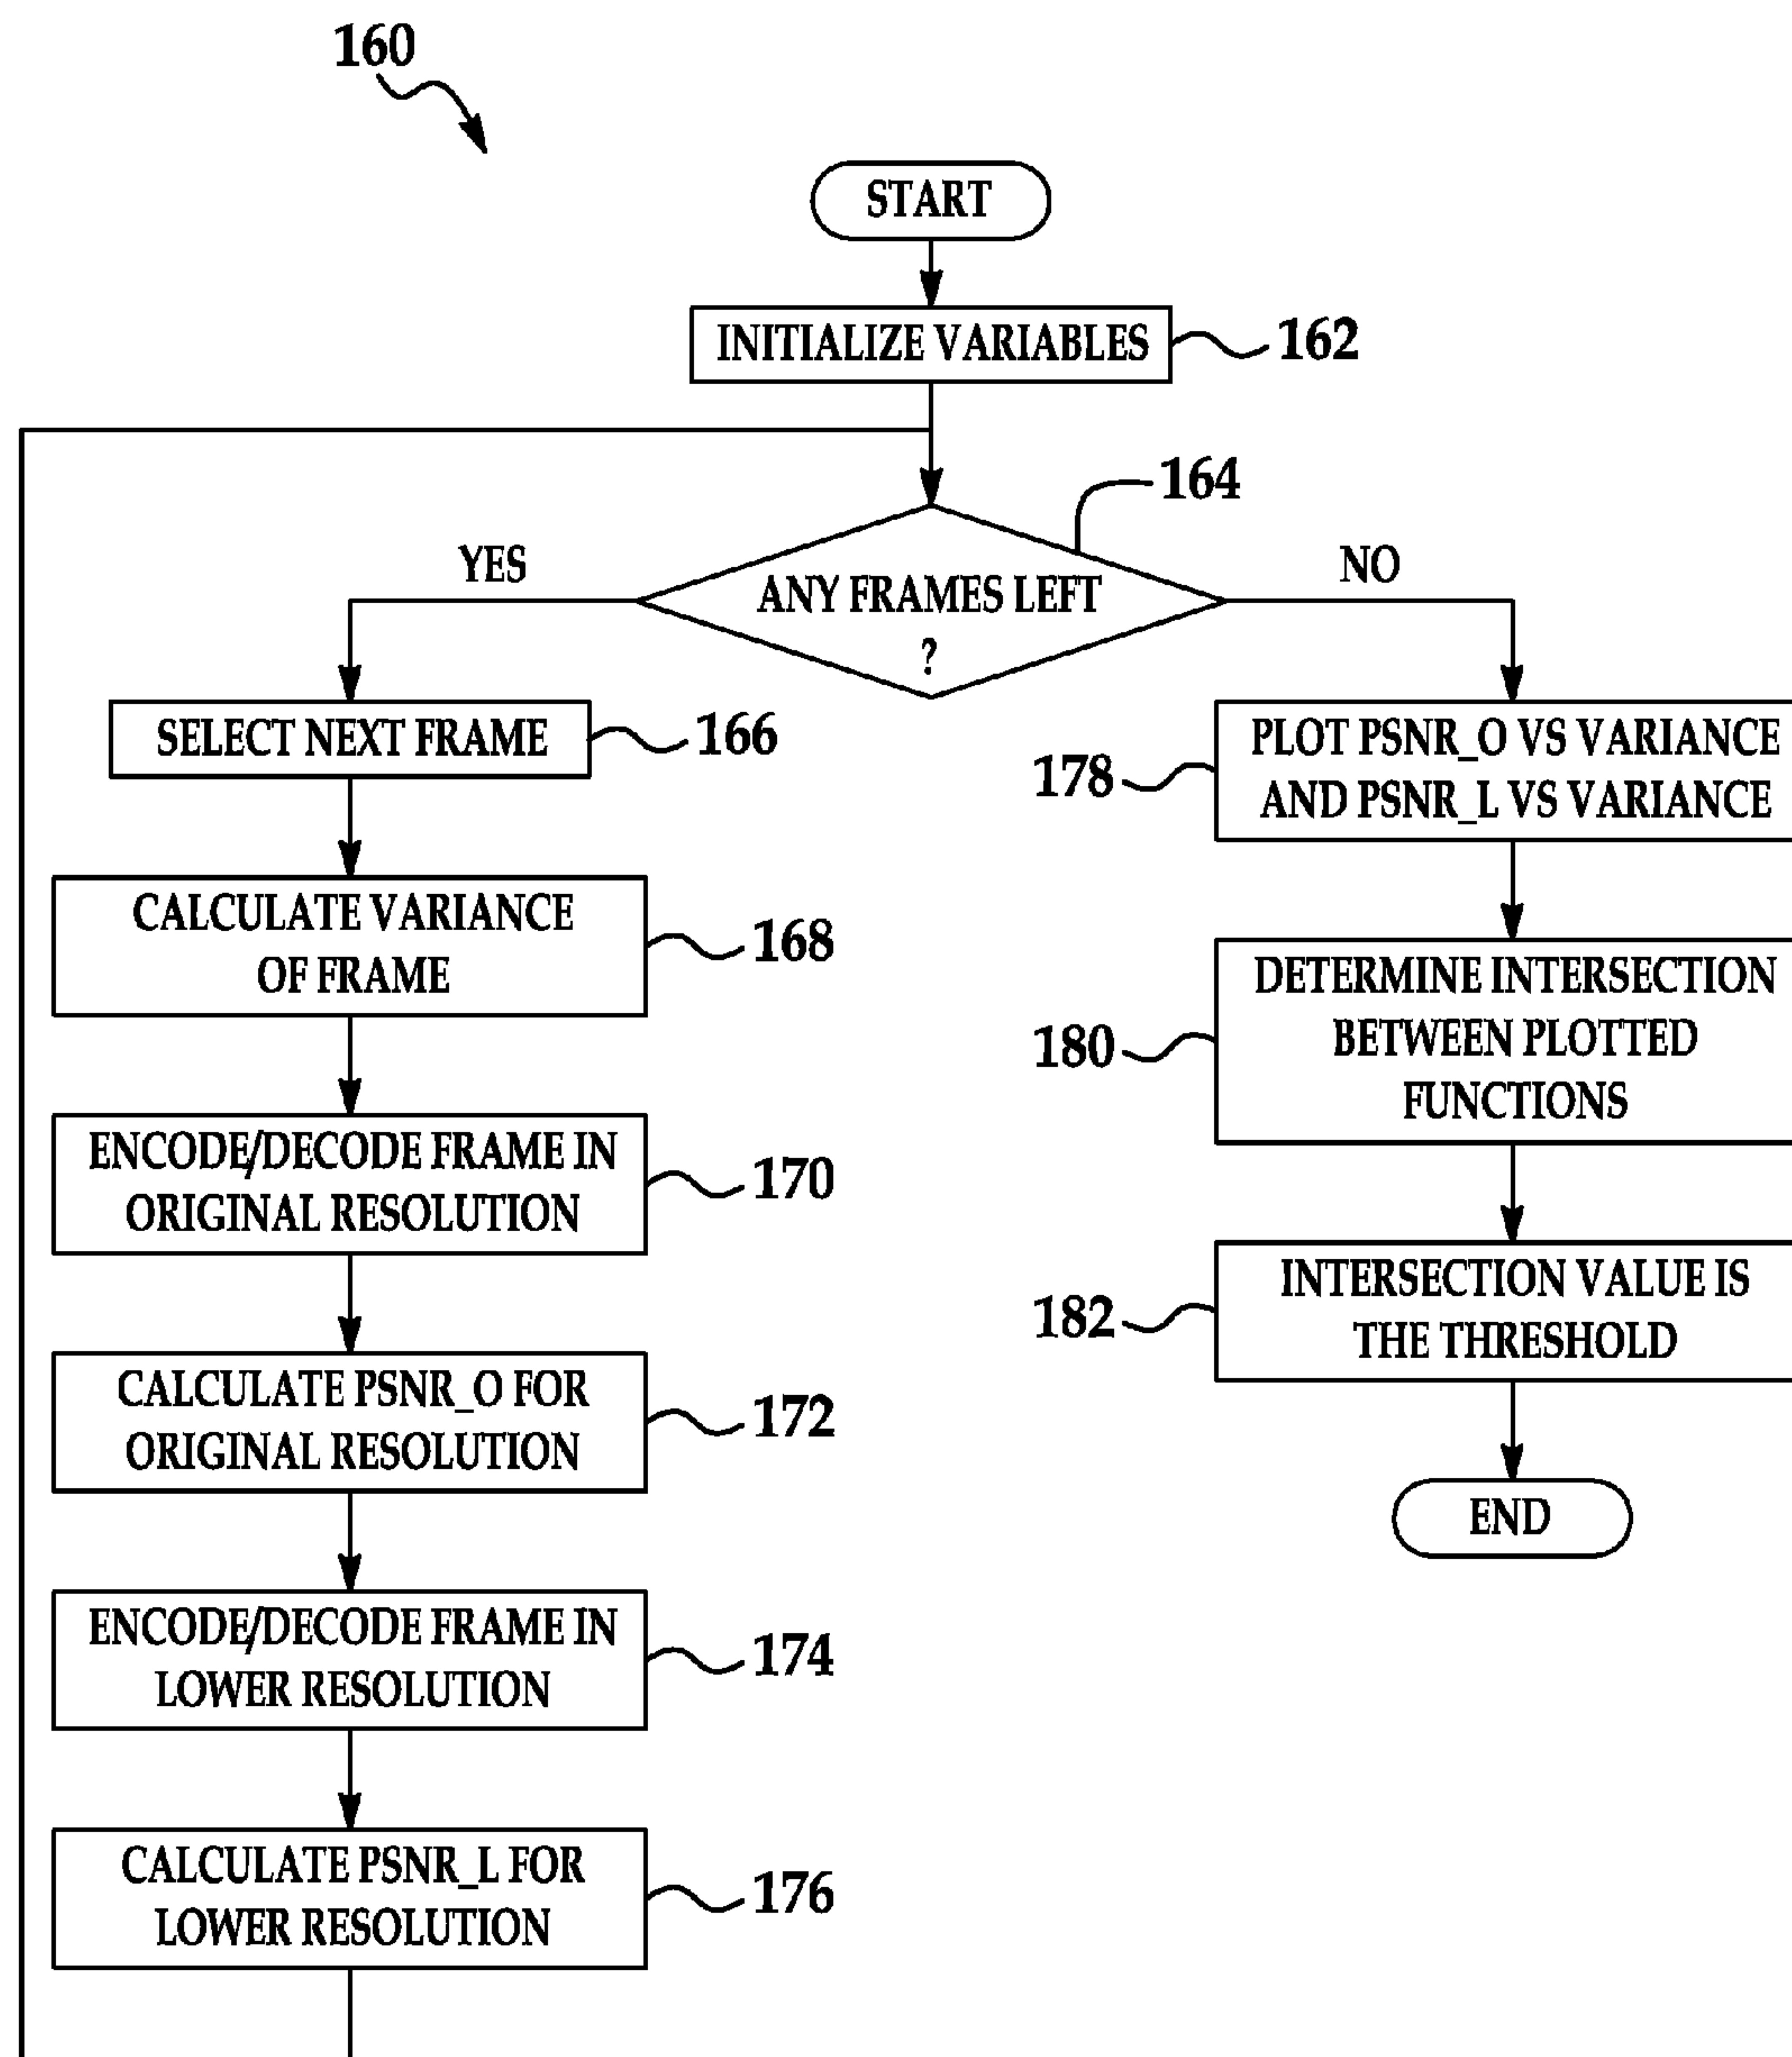 160
START
INITIALIZE VARIABLES
162
164
YES
ANY FRAMES LEFT
?
NO
SELECT NEXT FRAME
166
CALCULATE VARIANCE
OF FRAME
168
ENCODE/DECODE FRAME IN
ORIGINAL RESOLUTION
170
CALCULATE PSNR_O FOR
ORIGINAL RESOLUTION
172
ENCODE/DECODE FRAME IN
LOWER RESOLUTION
174
CALCULATE PSNR_L FOR
LOWER RESOLUTION
176
PLOT PSNR_O VS VARIANCE
AND PSNR_L VS VARIANCE
178
DETERMINE INTERSECTION
BETWEEN PLOTTED
FUNCTIONS
180
INTERSECTION VALUE IS
THE THRESHOLD
182
END